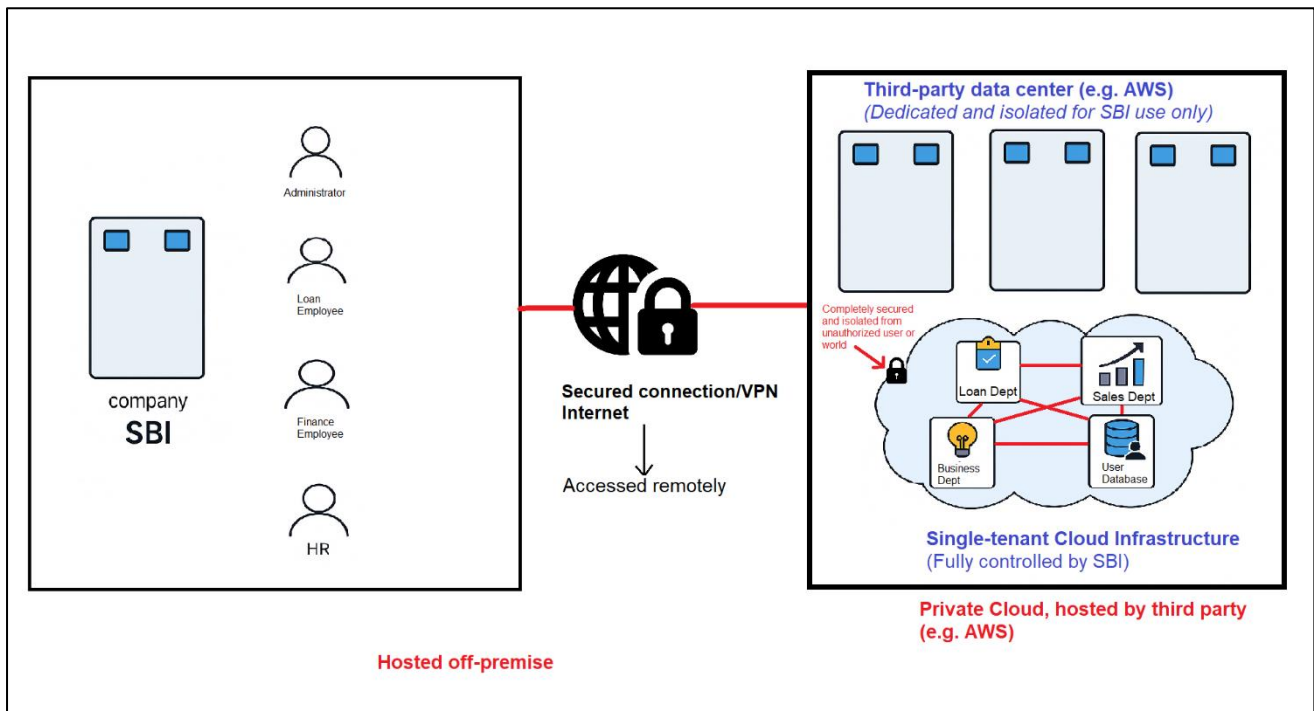 Administrator
Loan
Employee
Finance
Employee
HR
company
SBI
Secured connection/VPN
Internet
Accessed remotely
Hosted off-premise
Third-party data center (e.g. AWS)
(Dedicated and isolated for SBI use only)
Completely secured
and isolated from
unauthorized user or
world
Loan Dept
Sales Dept
Business
Dept
User
Database
Single-tenant Cloud Infrastructure
(Fully controlled by SBI)
Private Cloud, hosted by third party
(e.g. AWS)